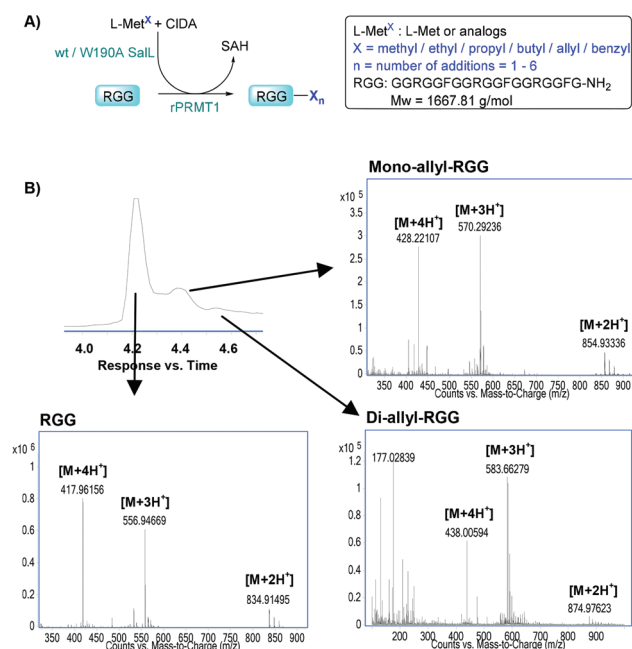 A)
L-Met^X + ClDA
wt / W190A SalL
SAH
RGG
rPRMT1
RGG
X_n
L-Met^X : L-Met or analogs
X = methyl / ethyl / propyl / butyl / allyl / benzyl
n = number of additions = 1 - 6
RGG: GGRGGFGGRGGFGGRGGFG-NH₂
Mw = 1667.81 g/mol
B)
4.0 4.2 4.4 4.6
Response vs. Time
Mono-allyl-RGG
x 10⁵
5
4.5
4
3.5
3
2.5
2
1.5
1
0.5
0
[M+4H⁺]
428.22107
[M+3H⁺]
570.29236
[M+2H⁺]
854.93336
350 400 450 500 550 600 650 700 750 800 850 900
Counts vs. Mass-to-Charge (m/z)
RGG
x 10⁶
1
0.8
0.6
0.4
0.2
0
[M+4H⁺]
417.96156
[M+3H⁺]
556.94669
[M+2H⁺]
834.91495
350 400 450 500 550 600 650 700 750 800 850 900
Counts vs. Mass-to-Charge (m/z)
Di-allyl-RGG
x 10⁵
1.2
1
0.8
0.6
0.4
0.2
0
177.02839
[M+3H⁺]
583.66279
[M+4H⁺]
438.00594
[M+2H⁺]
874.97623
200 300 400 500 600 700 800 900
Counts vs. Mass-to-Charge (m/z)